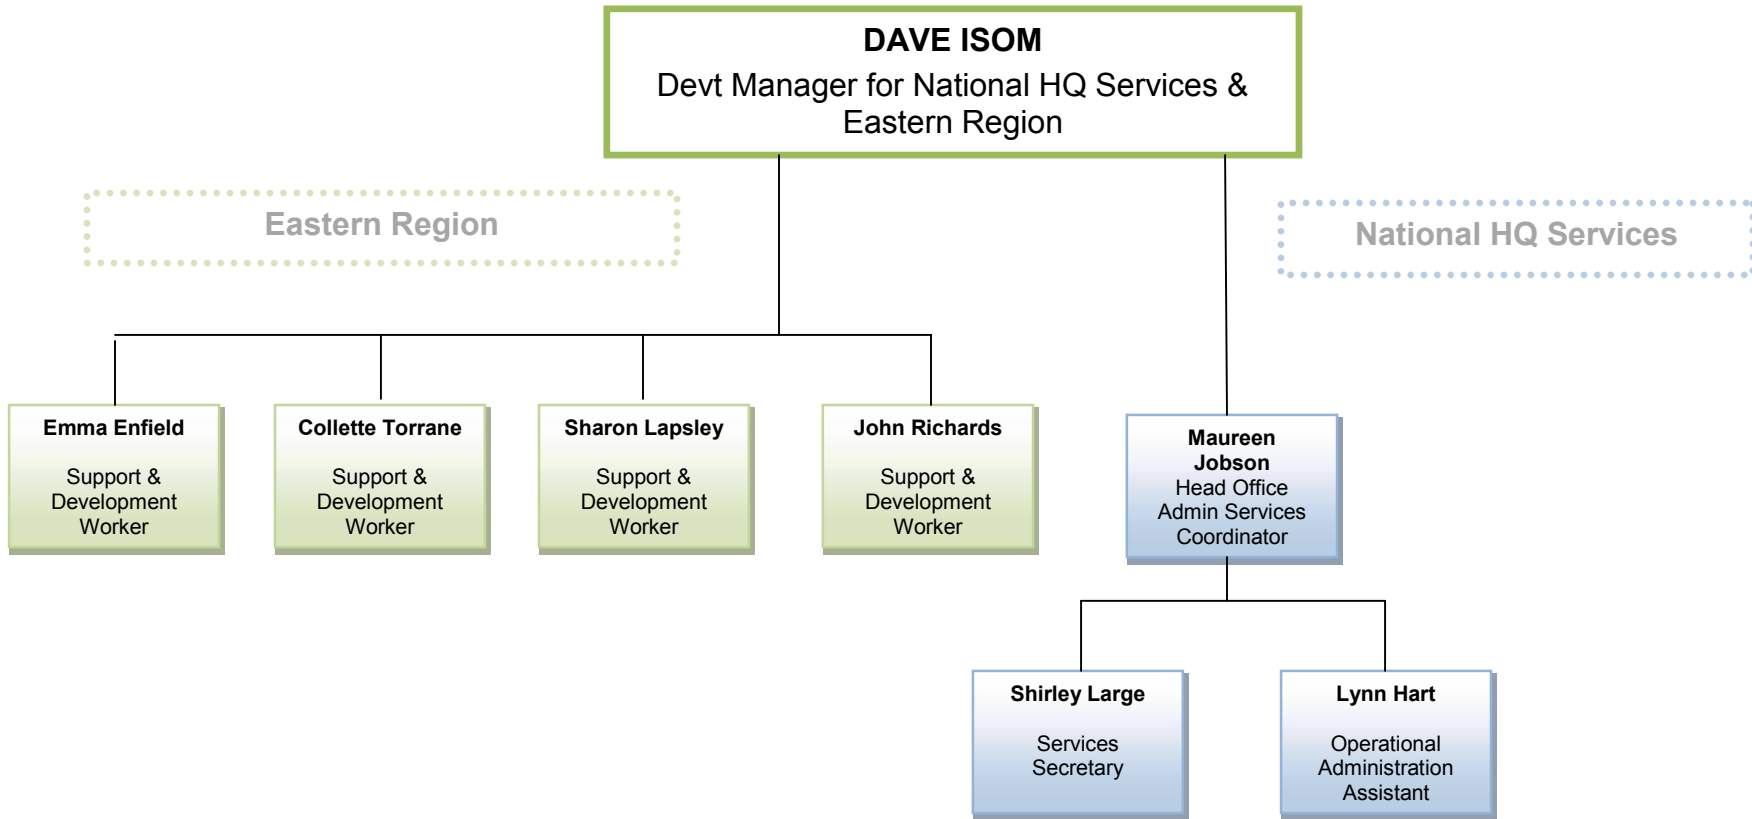 DAVE ISOM
Devt Manager for National HQ Services &
Eastern Region
Eastern Region
National HQ Services
Emma Enfield
Support &
Development
Worker
Collette Torrane
Support &
Development
Worker
Sharon Lapsley
Support &
Development
Worker
John Richards
Support &
Development
Worker
Maureen
Jobson
Head Office
Admin Services
Coordinator
Shirley Large
Services
Secretary
Lynn Hart
Operational
Administration
Assistant